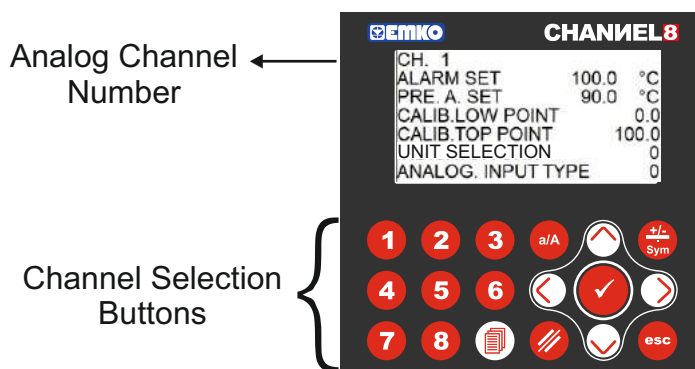 Analog Channel
Number
EMKO CHANNEL8
CH. 1
ALARM SET 100.0 °C
PRE. A. SET 90.0 °C
CALIB.LOW POINT 0.0
CALIB.TOP POINT 100.0
UNIT SELECTION 0
ANALOG. INPUT TYPE 0
Channel Selection
Buttons
1 2 3 a/A +/- Sym
4 5 6
7 8 esc